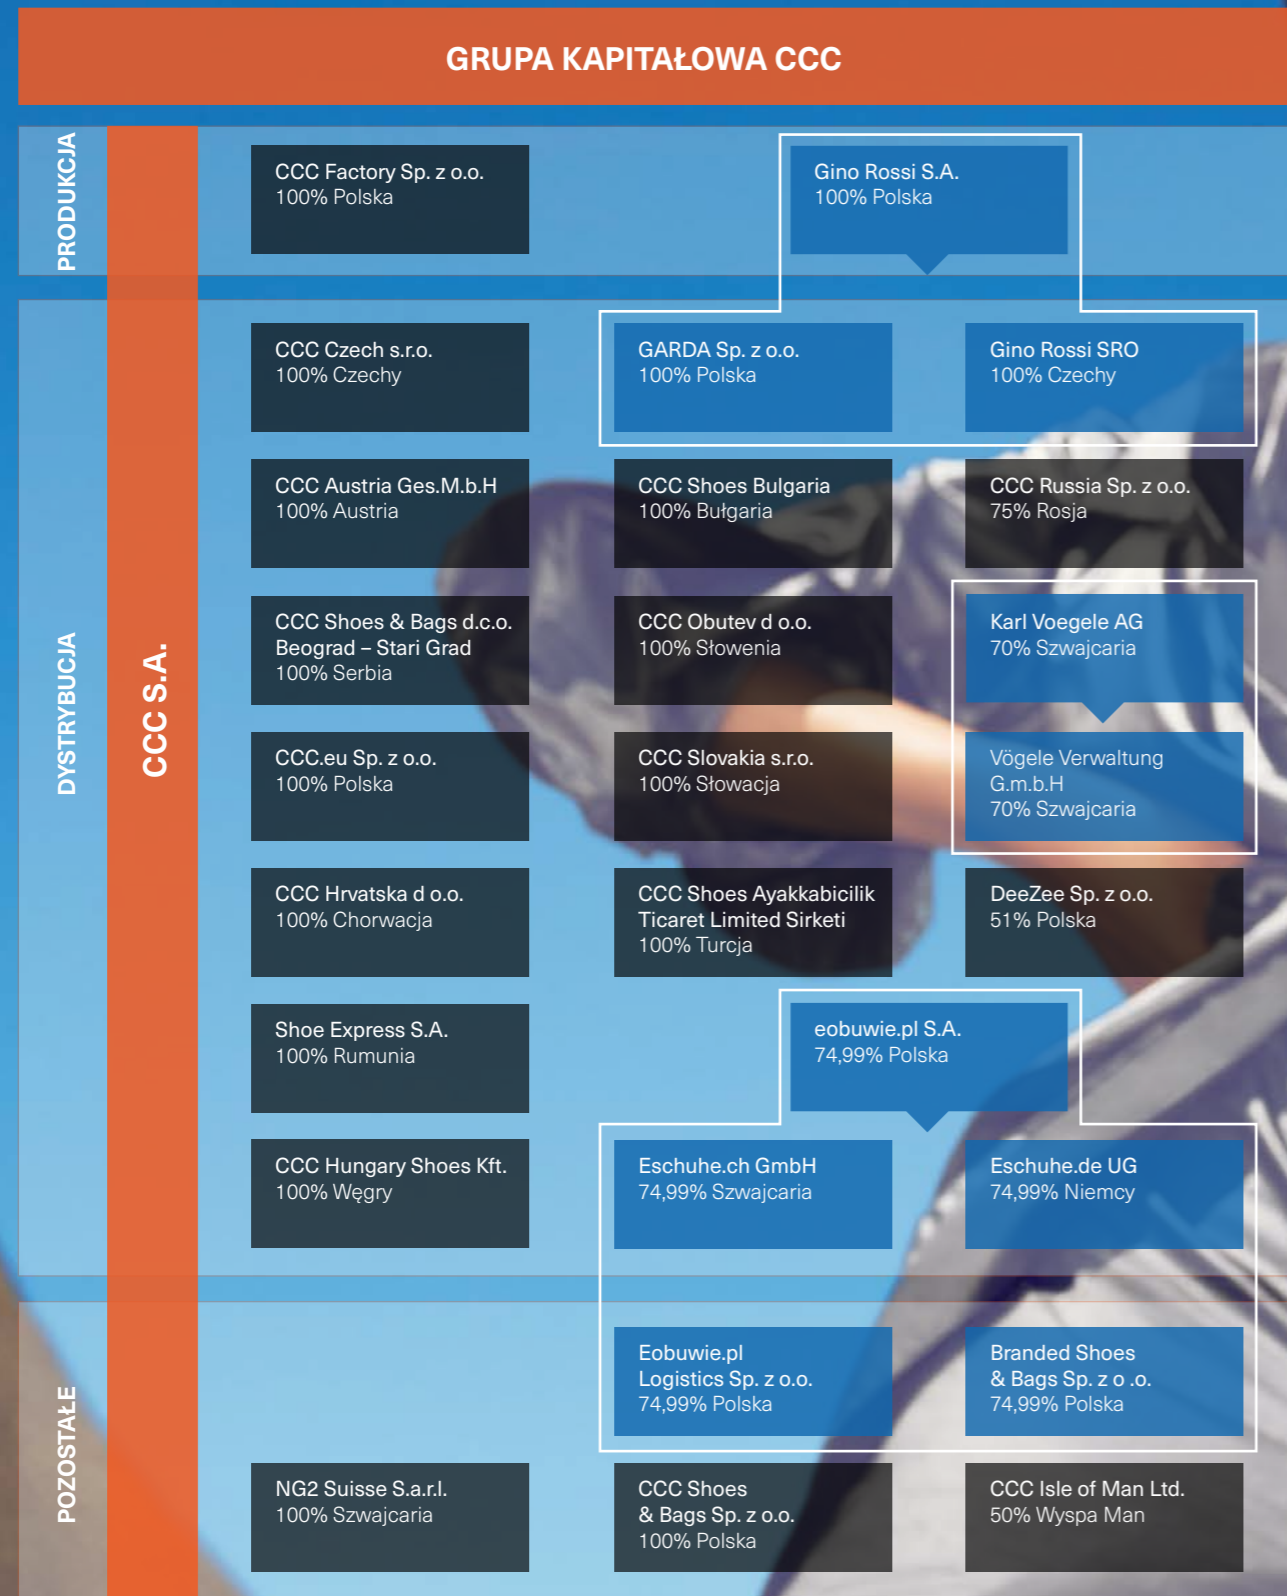 GRUPA KAPITAŁOWA CCC
PRODUKCJA
CCC S.A.
CCC Factory Sp. z o.o.
100% Polska
Gino Rossi S.A.
100% Polska
DYSTRYBUCJA
CCC Czech s.r.o.
100% Czechy
GARDA Sp. z o.o.
100% Polska
Gino Rossi SRO
100% Czechy
CCC Austria Ges.M.b.H
100% Austria
CCC Shoes Bulgaria
100% Bułgaria
CCC Russia Sp. z o.o.
75% Rosja
CCC Shoes & Bags d.c.o.
Beograd – Stari Grad
100% Serbia
CCC Obutev d o.o.
100% Słowenia
Karl Voegele AG
70% Szwajcaria
CCC.eu Sp. z o.o.
100% Polska
CCC Slovakia s.r.o.
100% Słowacja
Vögele Verwaltung
G.m.b.H
70% Szwajcaria
CCC Hrvatska d o.o.
100% Chorwacja
CCC Shoes Ayakkabicilik
Ticaret Limited Sirketi
100% Turcja
DeeZee Sp. z o.o.
51% Polska
Shoe Express S.A.
100% Rumunia
eobuwie.pl S.A.
74,99% Polska
CCC Hungary Shoes Kft.
100% Węgry
Eschuhe.ch GmbH
74,99% Szwajcaria
Eschuhe.de UG
74,99% Niemcy
POZOSTAŁE
Eobuwie.pl
Logistics Sp. z o.o.
74,99% Polska
Branded Shoes
& Bags Sp. z o .o.
74,99% Polska
NG2 Suisse S.a.r.l.
100% Szwajcaria
CCC Shoes
& Bags Sp. z o.o.
100% Polska
CCC Isle of Man Ltd.
50% Wyspa Man